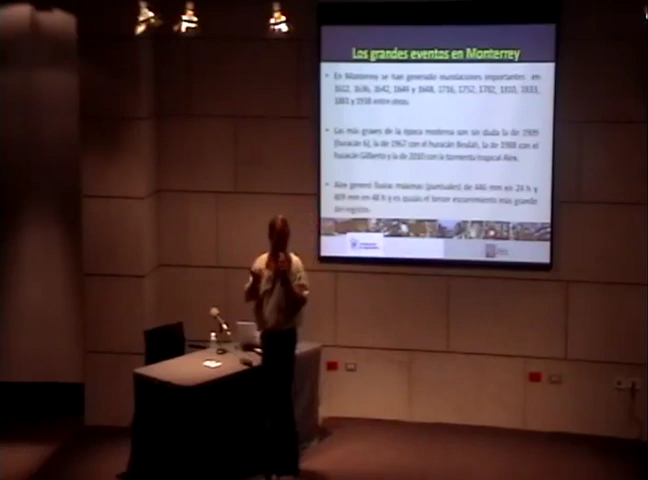 Los grandes eventos en Monterrey
• En Monterrey se han generado inundaciones importantes en
1612, 1636, 1642, 1644 y 1648, 1716, 1752, 1782, 1810, 1833,
1881 y 1938 entre otras.
• Las más graves de la época moderna son sin duda la de 1909
(huracán 6), la de 1967 con el huracán Beulah, la de 1988 con el
huracán Gilberto y la de 2010 con la tormenta tropical Alex.
• Alex generó lluvias máximas (puntuales) de 446 mm en 24 h y
mm en 48 h y es quizás el tercer escurrimiento más grande
del registro.